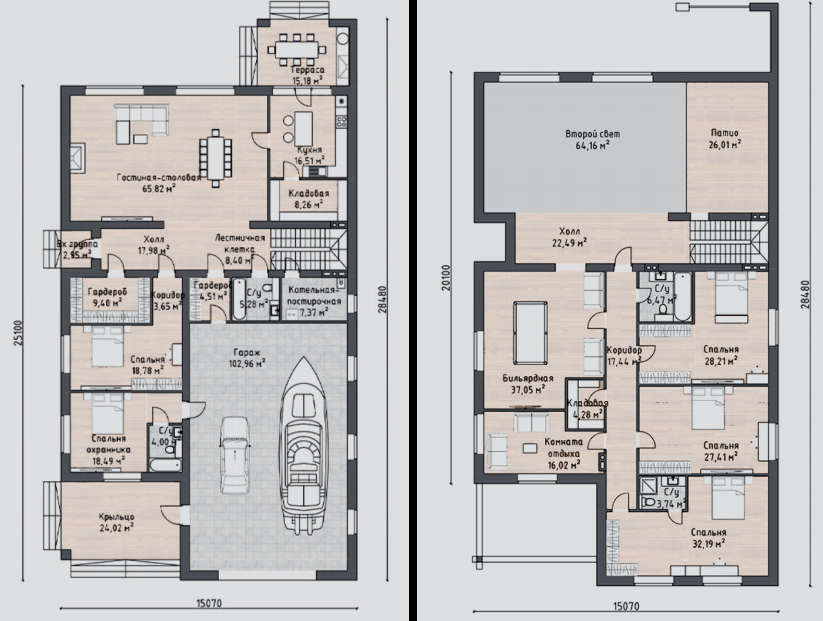 Терраса
15,18 м²
Кухня
16,51 м²
Гостиная-столовая
65.82 м²
Кладовая
8,26 м²
Вх группа
2,95 м²
Холл
17,98 м²
Лестничная
клетка
8,40 м²
Гардероб
9,40 м²
Коридор
3,65 м²
Гардероб
4,51 м²
С/у
5,28 м²
Котельная-
постирочная
7,37 м²
Спальня
18,78 м²
Гараж
102,96 м²
Спальня
охранника
18,49 м²
С/у
4,00 м
Крыльцо
24,02 м²
25100
28480
15070
Второй свет
64,16 м²
Патио
26,01 м²
Холл
22,49 м²
С/у
6,47 м²
Коридор
17,44 м²
Спальня
28,21 м²
Бильярдная
37,05 м²
Кладовая
4,28 м²
Комната
отдыха
16,02 м²
Спальня
27,41 м²
С/у
3,74 м²
Спальня
32,19 м²
20100
28480
15070